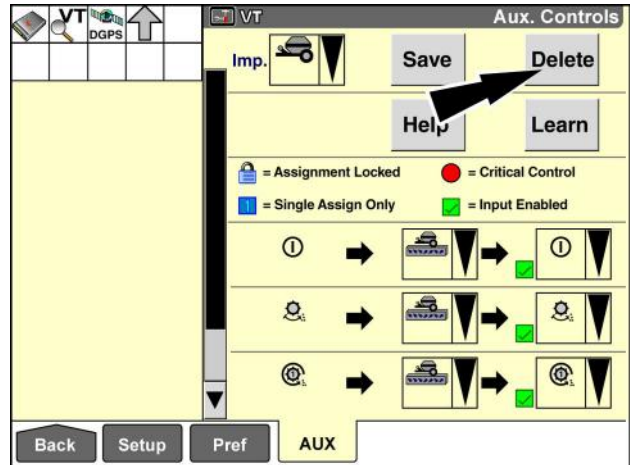 VT
DGPS
VT
Aux. Controls
Imp.
Save
Delete
Help
Learn
= Assignment Locked
= Critical Control
1 = Single Assign Only
= Input Enabled
Back
Setup
Pref
AUX